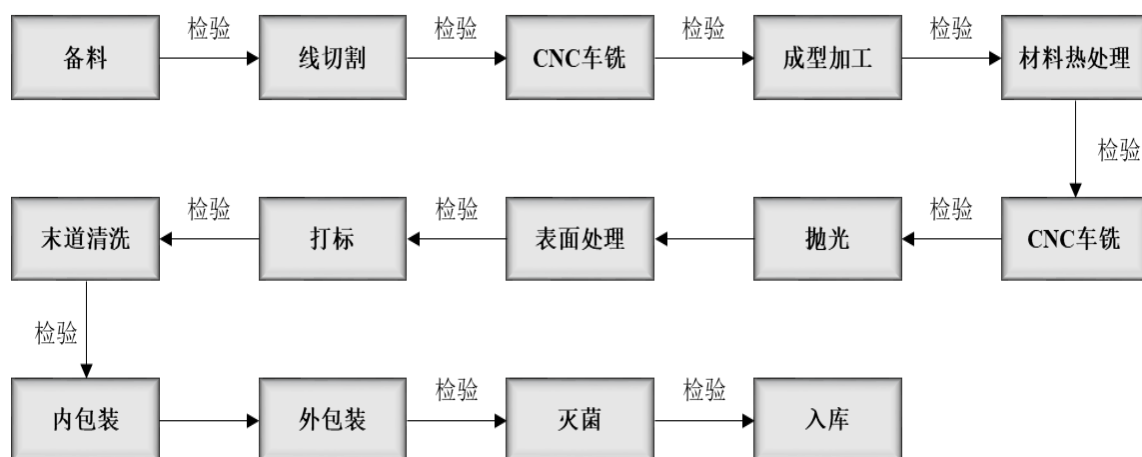 检验 检验 检验 检验
备料 线切割 CNC车铣 成型加工 材料热处理
检验
检验 检验 检验
末道清洗 打标 表面处理 抛光 CNC车铣
检验
检验 检验
内包装 外包装 灭菌 入库